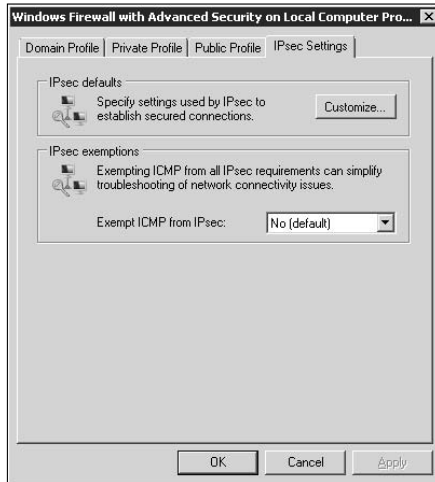 Windows Firewall with Advanced Security on Local Computer Pro...
Domain Profile
Private Profile
Public Profile
IPsec Settings
IPsec defaults
Specify settings used by IPsec to
establish secured connections.
Customize...
IPsec exemptions
Exempting ICMP from all IPsec requirements can simplify
troubleshooting of network connectivity issues.
Exempt ICMP from IPsec:
No (default)
OK
Cancel
Apply